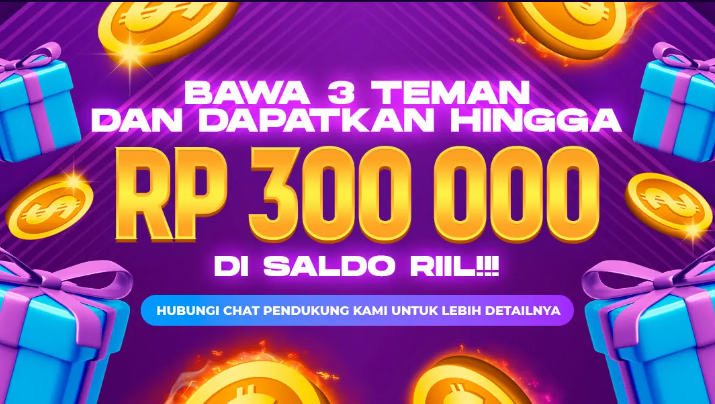 BAWA 3 TEMAN
DAN DAPATKAN HINGGA
RP 300 000
DI SALDO RIIL!!!
HUBUNGI CHAT PENDUKUNG KAMI UNTUK LEBIH DETAILNYA